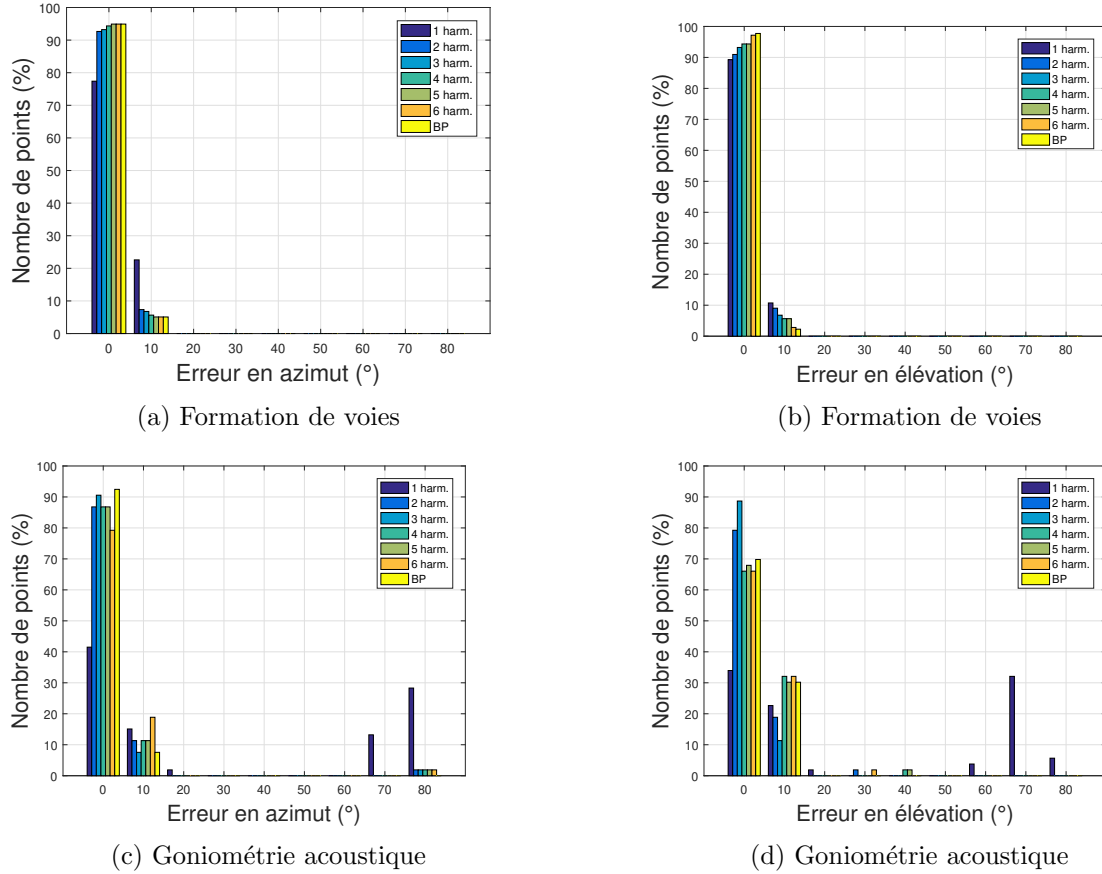 Nombre de points (%)
100
90
80
70
60
50
40
30
20
10
0
1 harm.
2 harm.
3 harm.
4 harm.
5 harm.
6 harm.
BP
0 10 20 30 40 50 60 70 80
Erreur en azimut (°)
(a) Formation de voies
Nombre de points (%)
100
90
80
70
60
50
40
30
20
10
0
1 harm.
2 harm.
3 harm.
4 harm.
5 harm.
6 harm.
BP
0 10 20 30 40 50 60 70 80
Erreur en élévation (°)
(b) Formation de voies
Nombre de points (%)
100
90
80
70
60
50
40
30
20
10
0
1 harm.
2 harm.
3 harm.
4 harm.
5 harm.
6 harm.
BP
0 10 20 30 40 50 60 70 80
Erreur en azimut (°)
(c) Goniométrie acoustique
Nombre de points (%)
100
90
80
70
60
50
40
30
20
10
0
1 harm.
2 harm.
3 harm.
4 harm.
5 harm.
6 harm.
BP
0 10 20 30 40 50 60 70 80
Erreur en élévation (°)
(d) Goniométrie acoustique